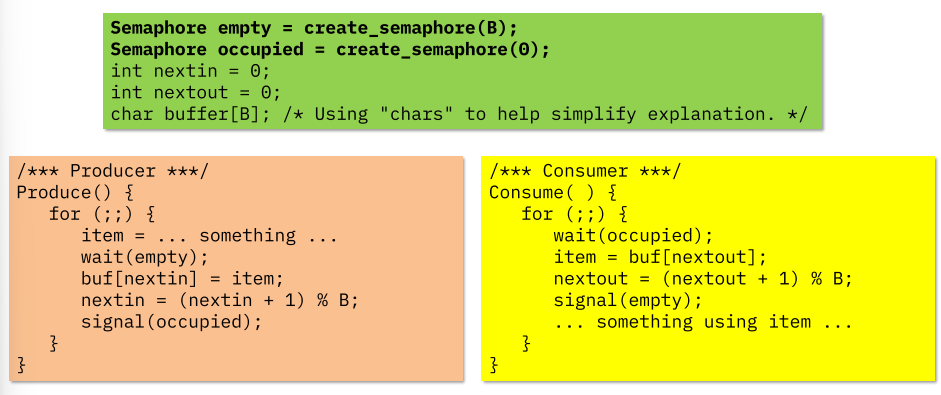 Semaphore empty = create_semaphore(B);
Semaphore occupied = create_semaphore(0);
int nextin = 0;
int nextout = 0;
char buffer[B]; /* Using "chars" to help simplify explanation. */
/*** Producer ***/
Produce() {
   for (;;) {
      item = ... something ...
      wait(empty);
      buf[nextin] = item;
      nextin = (nextin + 1) % B;
      signal(occupied);
   }
}
/*** Consumer ***/
Consume( ) {
   for (;;) {
      wait(occupied);
      item = buf[nextout];
      nextout = (nextout + 1) % B;
      signal(empty);
      ... something using item ...
   }
}